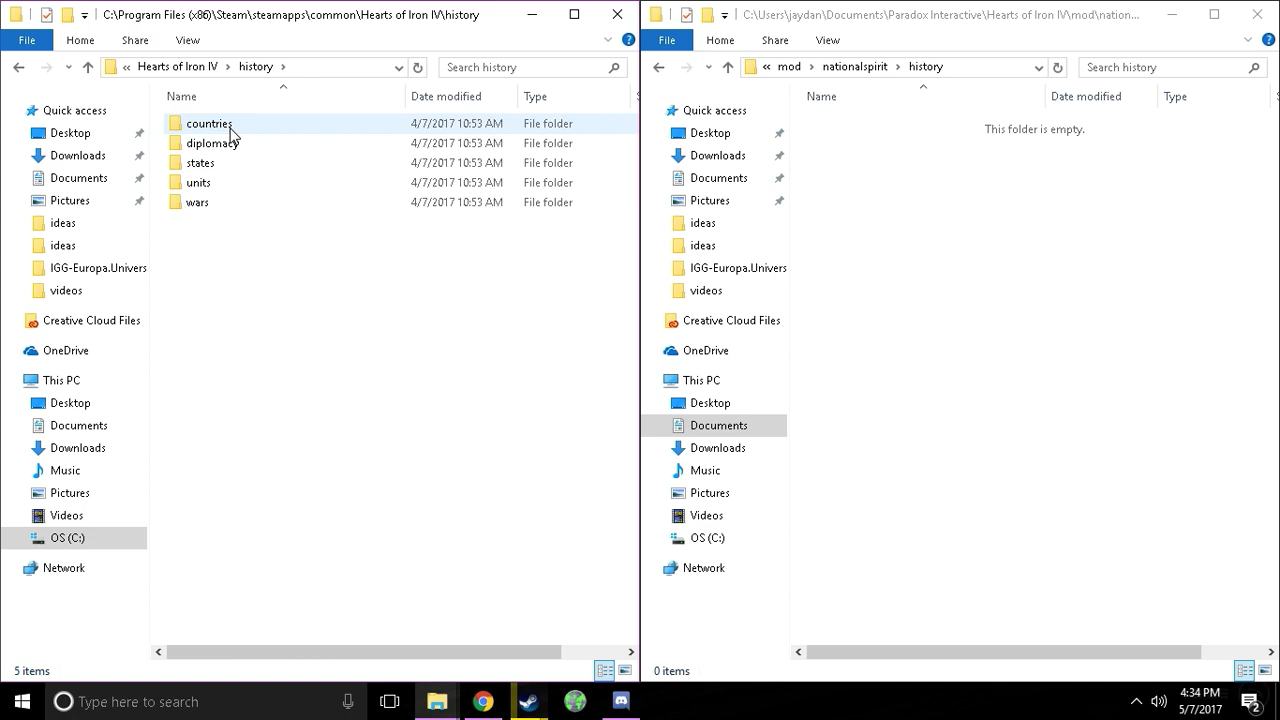 C:\Program Files (x86)\Steam\steamapps\common\Hearts of Iron IV\history
File Home Share View
« Hearts of Iron IV > history >
Search history
Name Date modified Type
Quick access
Desktop
Downloads
Documents
Pictures
ideas
ideas
IGG-Europa.Univers
videos
Creative Cloud Files
OneDrive
This PC
Desktop
Documents
Downloads
Music
Pictures
Videos
OS (C:)
Network
countries 4/7/2017 10:53 AM File folder
diplomacy 4/7/2017 10:53 AM File folder
states 4/7/2017 10:53 AM File folder
units 4/7/2017 10:53 AM File folder
wars 4/7/2017 10:53 AM File folder
5 items
C:\Users\jaydan\Documents\Paradox Interactive\Hearts of Iron IV\mod\nation...
File Home Share View
« mod > nationalspirit > history
Search history
Name Date modified Type
This folder is empty.
Quick access
Desktop
Downloads
Documents
Pictures
ideas
ideas
IGG-Europa.Univers
videos
Creative Cloud Files
OneDrive
This PC
Desktop
Documents
Downloads
Music
Pictures
Videos
OS (C:)
Network
0 items
Type here to search
4:34 PM
5/7/2017
2